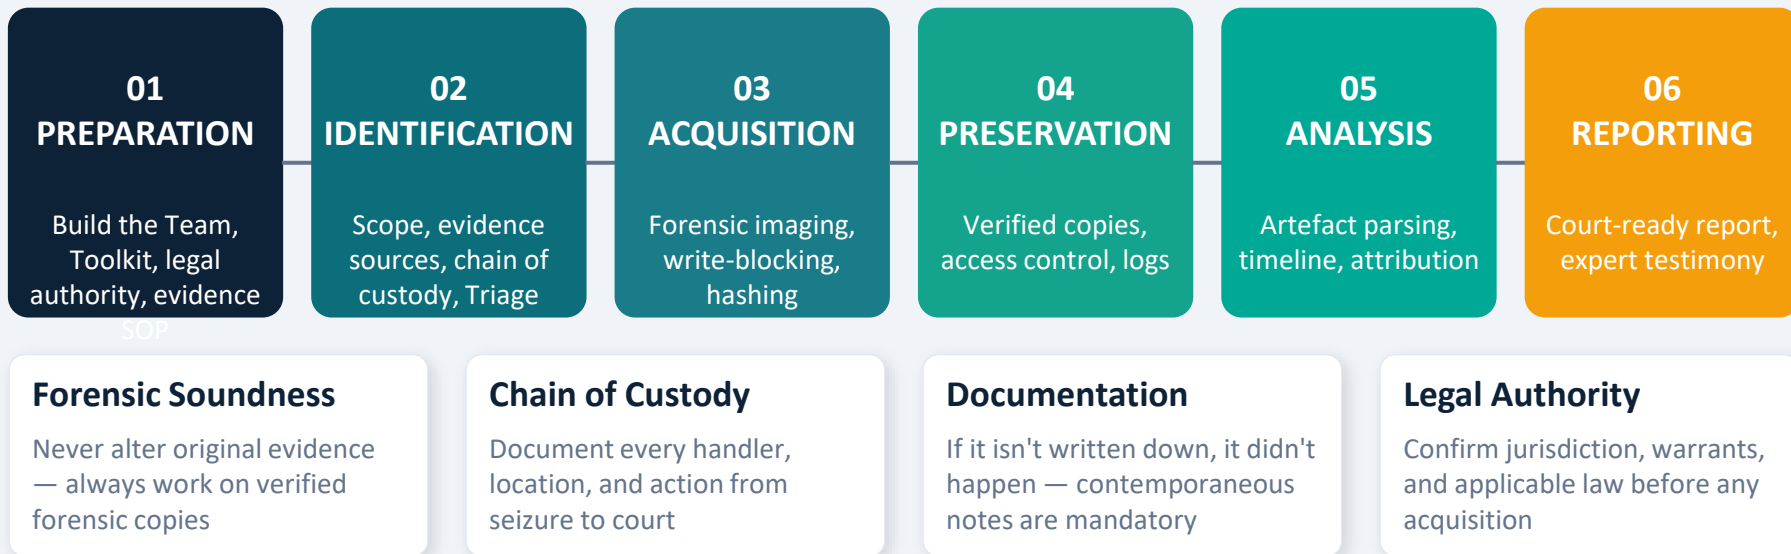 01
PREPARATION
Build the Team,
Toolkit, legal
authority, evidence
SOP
02
IDENTIFICATION
Scope, evidence
sources, chain of
custody, Triage
03
ACQUISITION
Forensic imaging,
write-blocking,
hashing
04
PRESERVATION
Verified copies,
access control, logs
05
ANALYSIS
Artefact parsing,
timeline, attribution
06
REPORTING
Court-ready report,
expert testimony
Forensic Soundness
Never alter original evidence
— always work on verified
forensic copies
Chain of Custody
Document every handler,
location, and action from
seizure to court
Documentation
If it isn't written down, it didn't
happen — contemporaneous
notes are mandatory
Legal Authority
Confirm jurisdiction, warrants,
and applicable law before any
acquisition